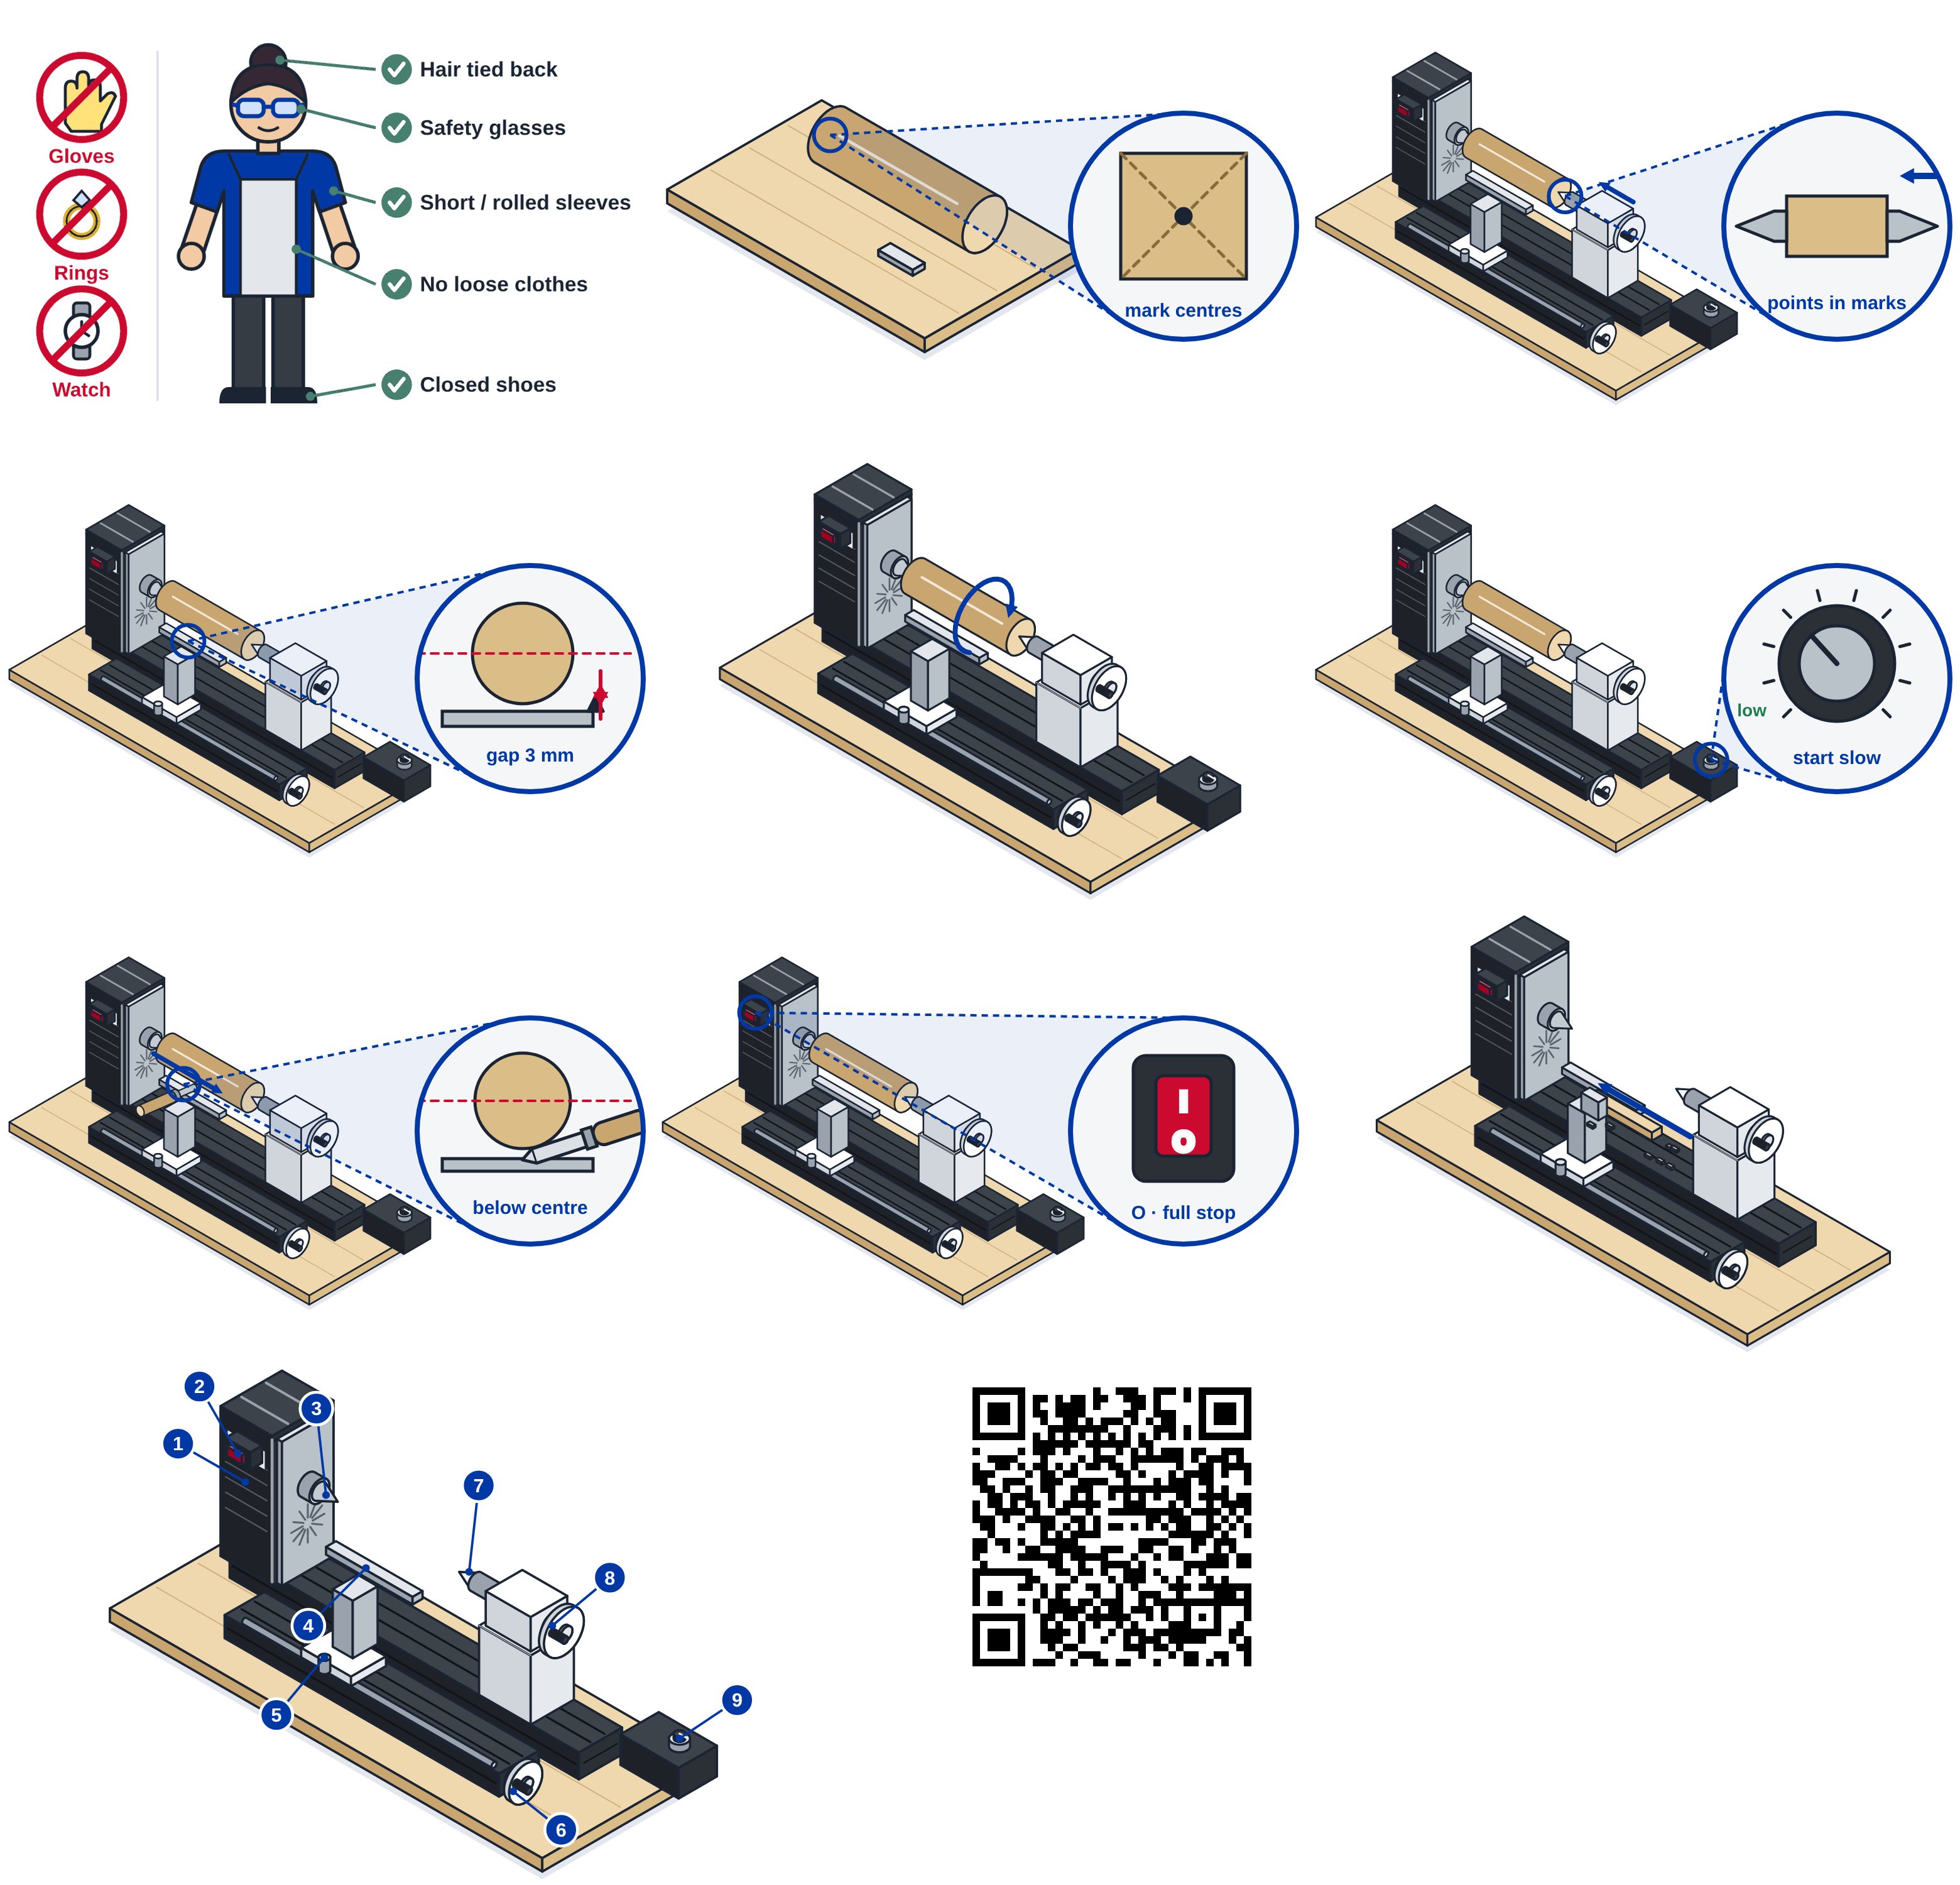 Hair tied back
Safety glasses
Gloves
Short / rolled sleeves
Rings
No loose clothes
Watch
Closed shoes
mark centres
points in marks
gap 3 mm
low
start slow
below centre
I
O
O · full stop
2
3
1
7
8
4
5
9
6